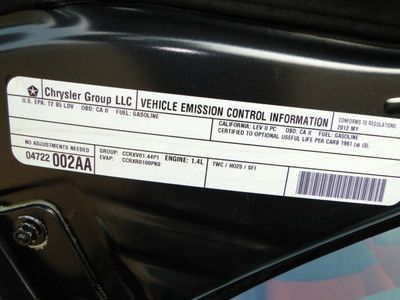 Chrysler Group LLC
VEHICLE EMISSION CONTROL INFORMATION
CONFORMS TO REGULATIONS:
2012 MY
U.S. EPA: T2 B5 LDV OBD: CA II FUEL: GASOLINE
CALIFORNIA: LEV II PC OBD: CA II FUEL: GASOLINE
CERTIFIED TO OPTIONAL USEFUL LIFE PER CARB 1961 (a) (8).
NO ADJUSTMENTS NEEDED
04722 002AA
GROUP: CCRXV01.44P1 ENGINE: 1.4L
EVAP: CCRXR0100PK0
TWC / HO2S / SFI